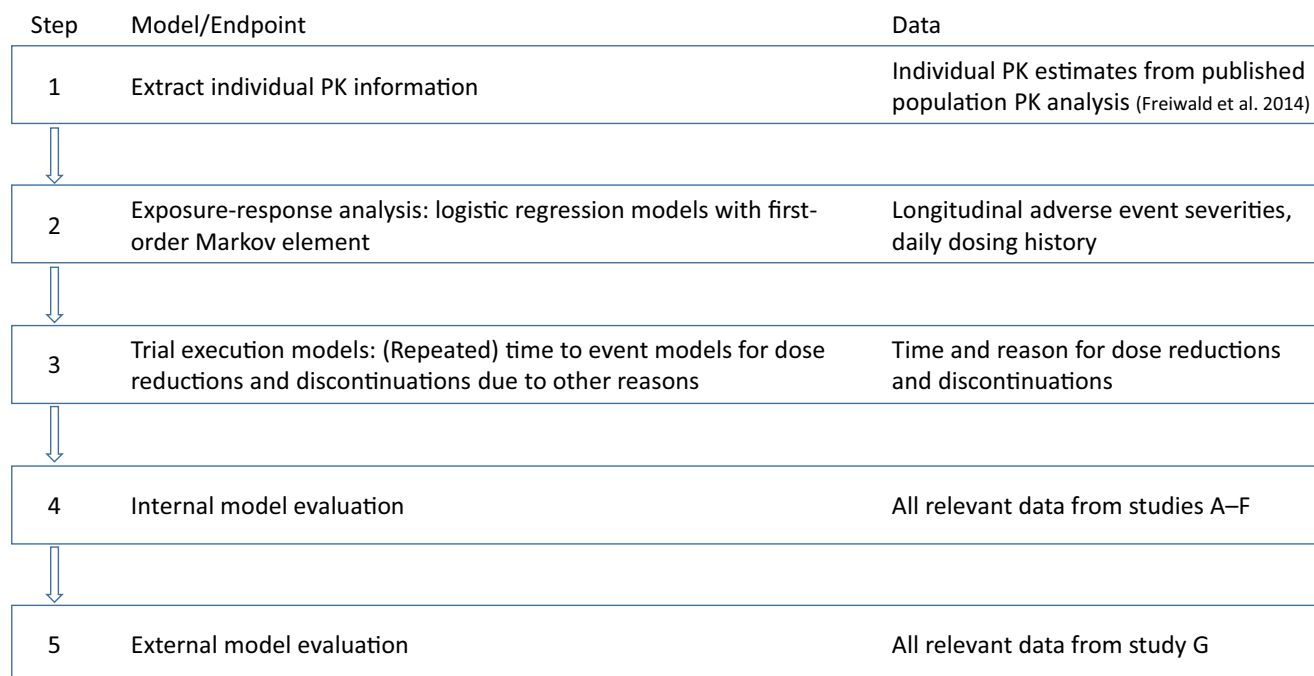 Step Model/Endpoint Data
1 Extract individual PK information Individual PK estimates from published
population PK analysis (Freiwald et al. 2014)
2 Exposure-response analysis: logistic regression models with first-
order Markov element
Longitudinal adverse event severities,
daily dosing history
3 Trial execution models: (Repeated) time to event models for dose
reductions and discontinuations due to other reasons
Time and reason for dose reductions
and discontinuations
4 Internal model evaluation All relevant data from studies A–F
5 External model evaluation All relevant data from study G